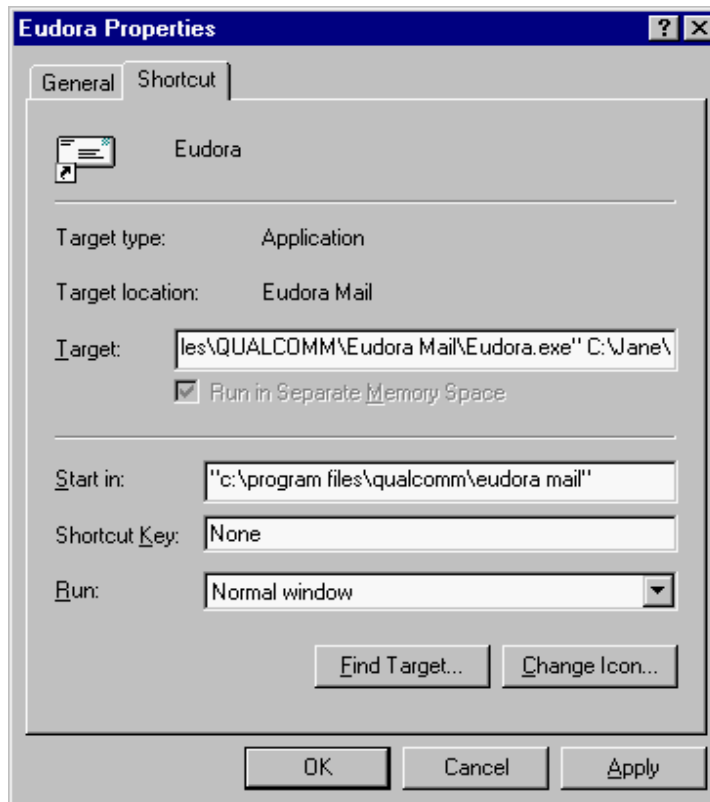 Eudora Properties
General Shortcut
Eudora
Target type: Application
Target location: Eudora Mail
Target: les\QUALCOMM\Eudora Mail\Eudora.exe" C:\Jane\
Run in Separate Memory Space
Start in: "c:\program files\qualcomm\eudora mail"
Shortcut Key: None
Run: Normal window
Find Target... Change Icon...
OK Cancel Apply